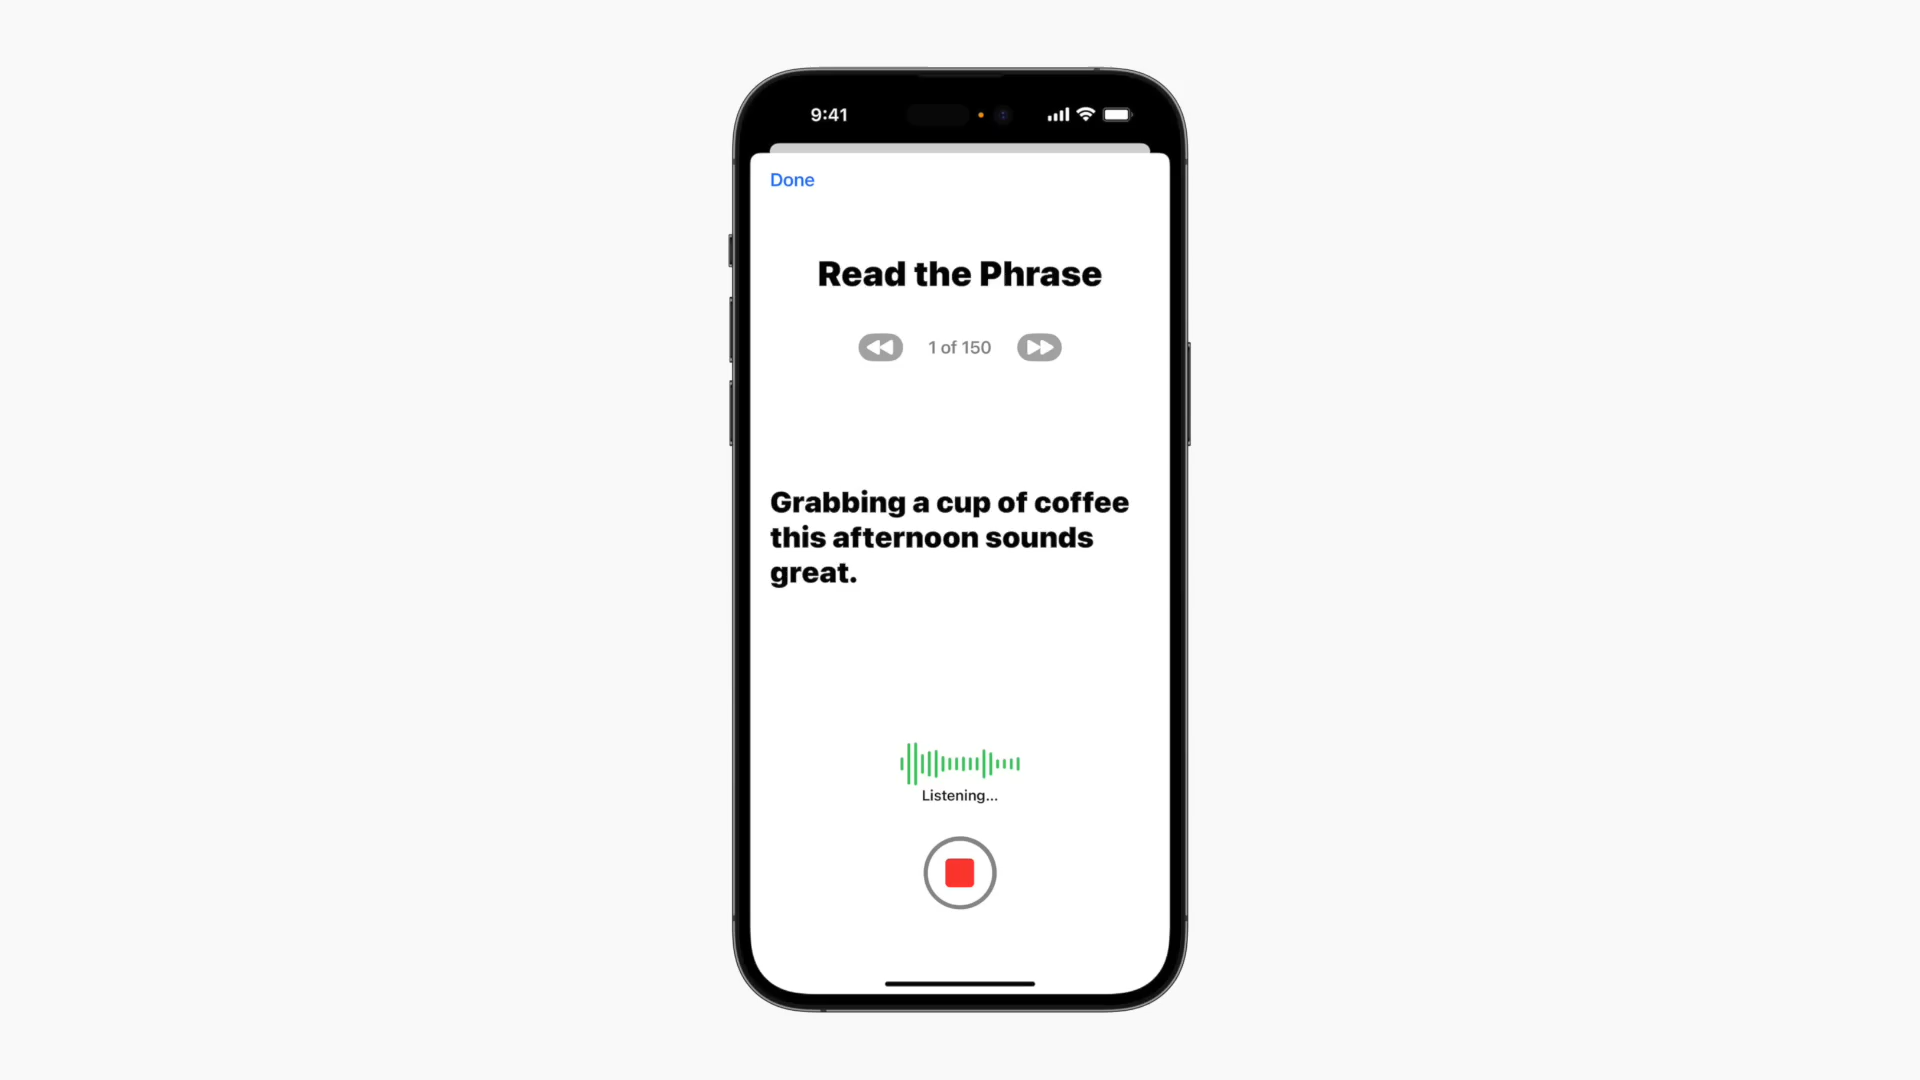 9:41
Done
Read the Phrase
1 of 150
Grabbing a cup of coffee
this afternoon sounds
great.
Listening...